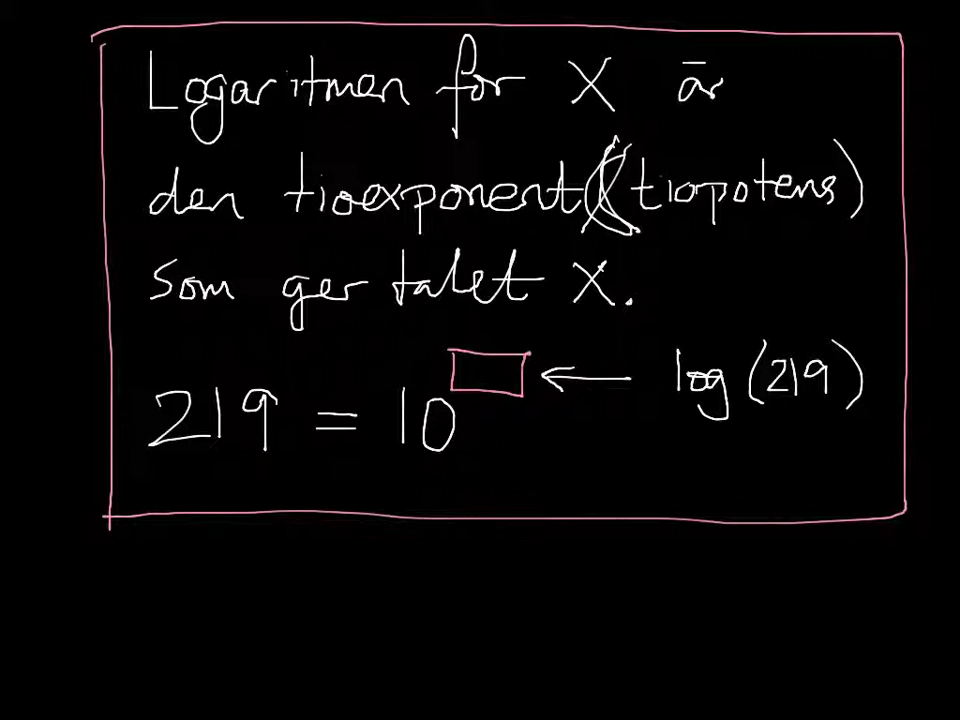 Logaritmen för X är
den tioexponent (tiopotens)
som ger talet X.
219 = 10 ← log (219)